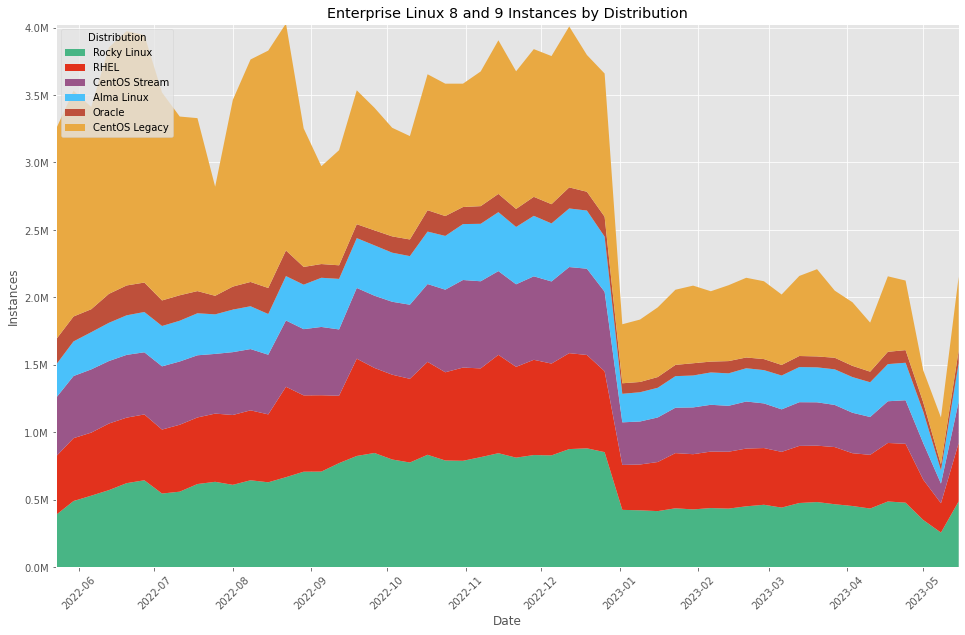 Enterprise Linux 8 and 9 Instances by Distribution
4.0M
3.5M
3.0M
2.5M
2.0M
1.5M
1.0M
0.5M
0.0M
Instances
Distribution
Rocky Linux
RHEL
CentOS Stream
Alma Linux
Oracle
CentOS Legacy
2022-06
2022-07
2022-08
2022-09
2022-10
2022-11
2022-12
2023-01
2023-02
2023-03
2023-04
2023-05
Date